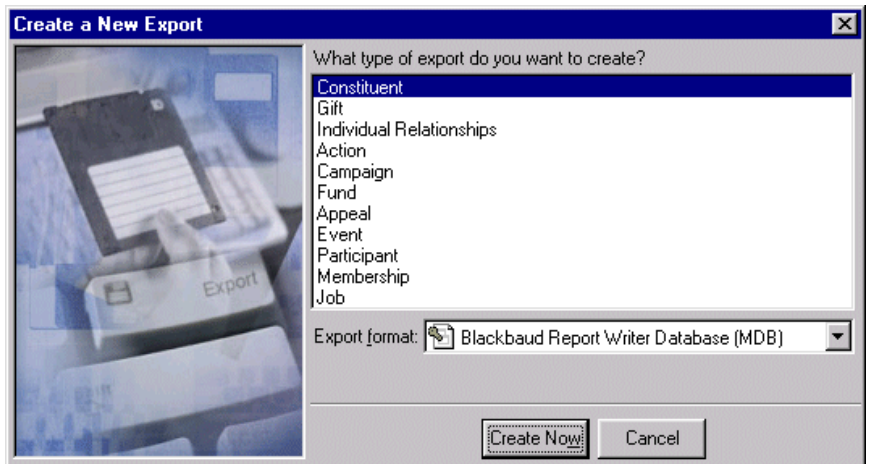 Create a New Export
What type of export do you want to create?
Constituent
Gift
Individual Relationships
Action
Campaign
Fund
Appeal
Event
Participant
Membership
Job
Export
Export format: Blackbaud Report Writer Database (MDB)
Create Now Cancel